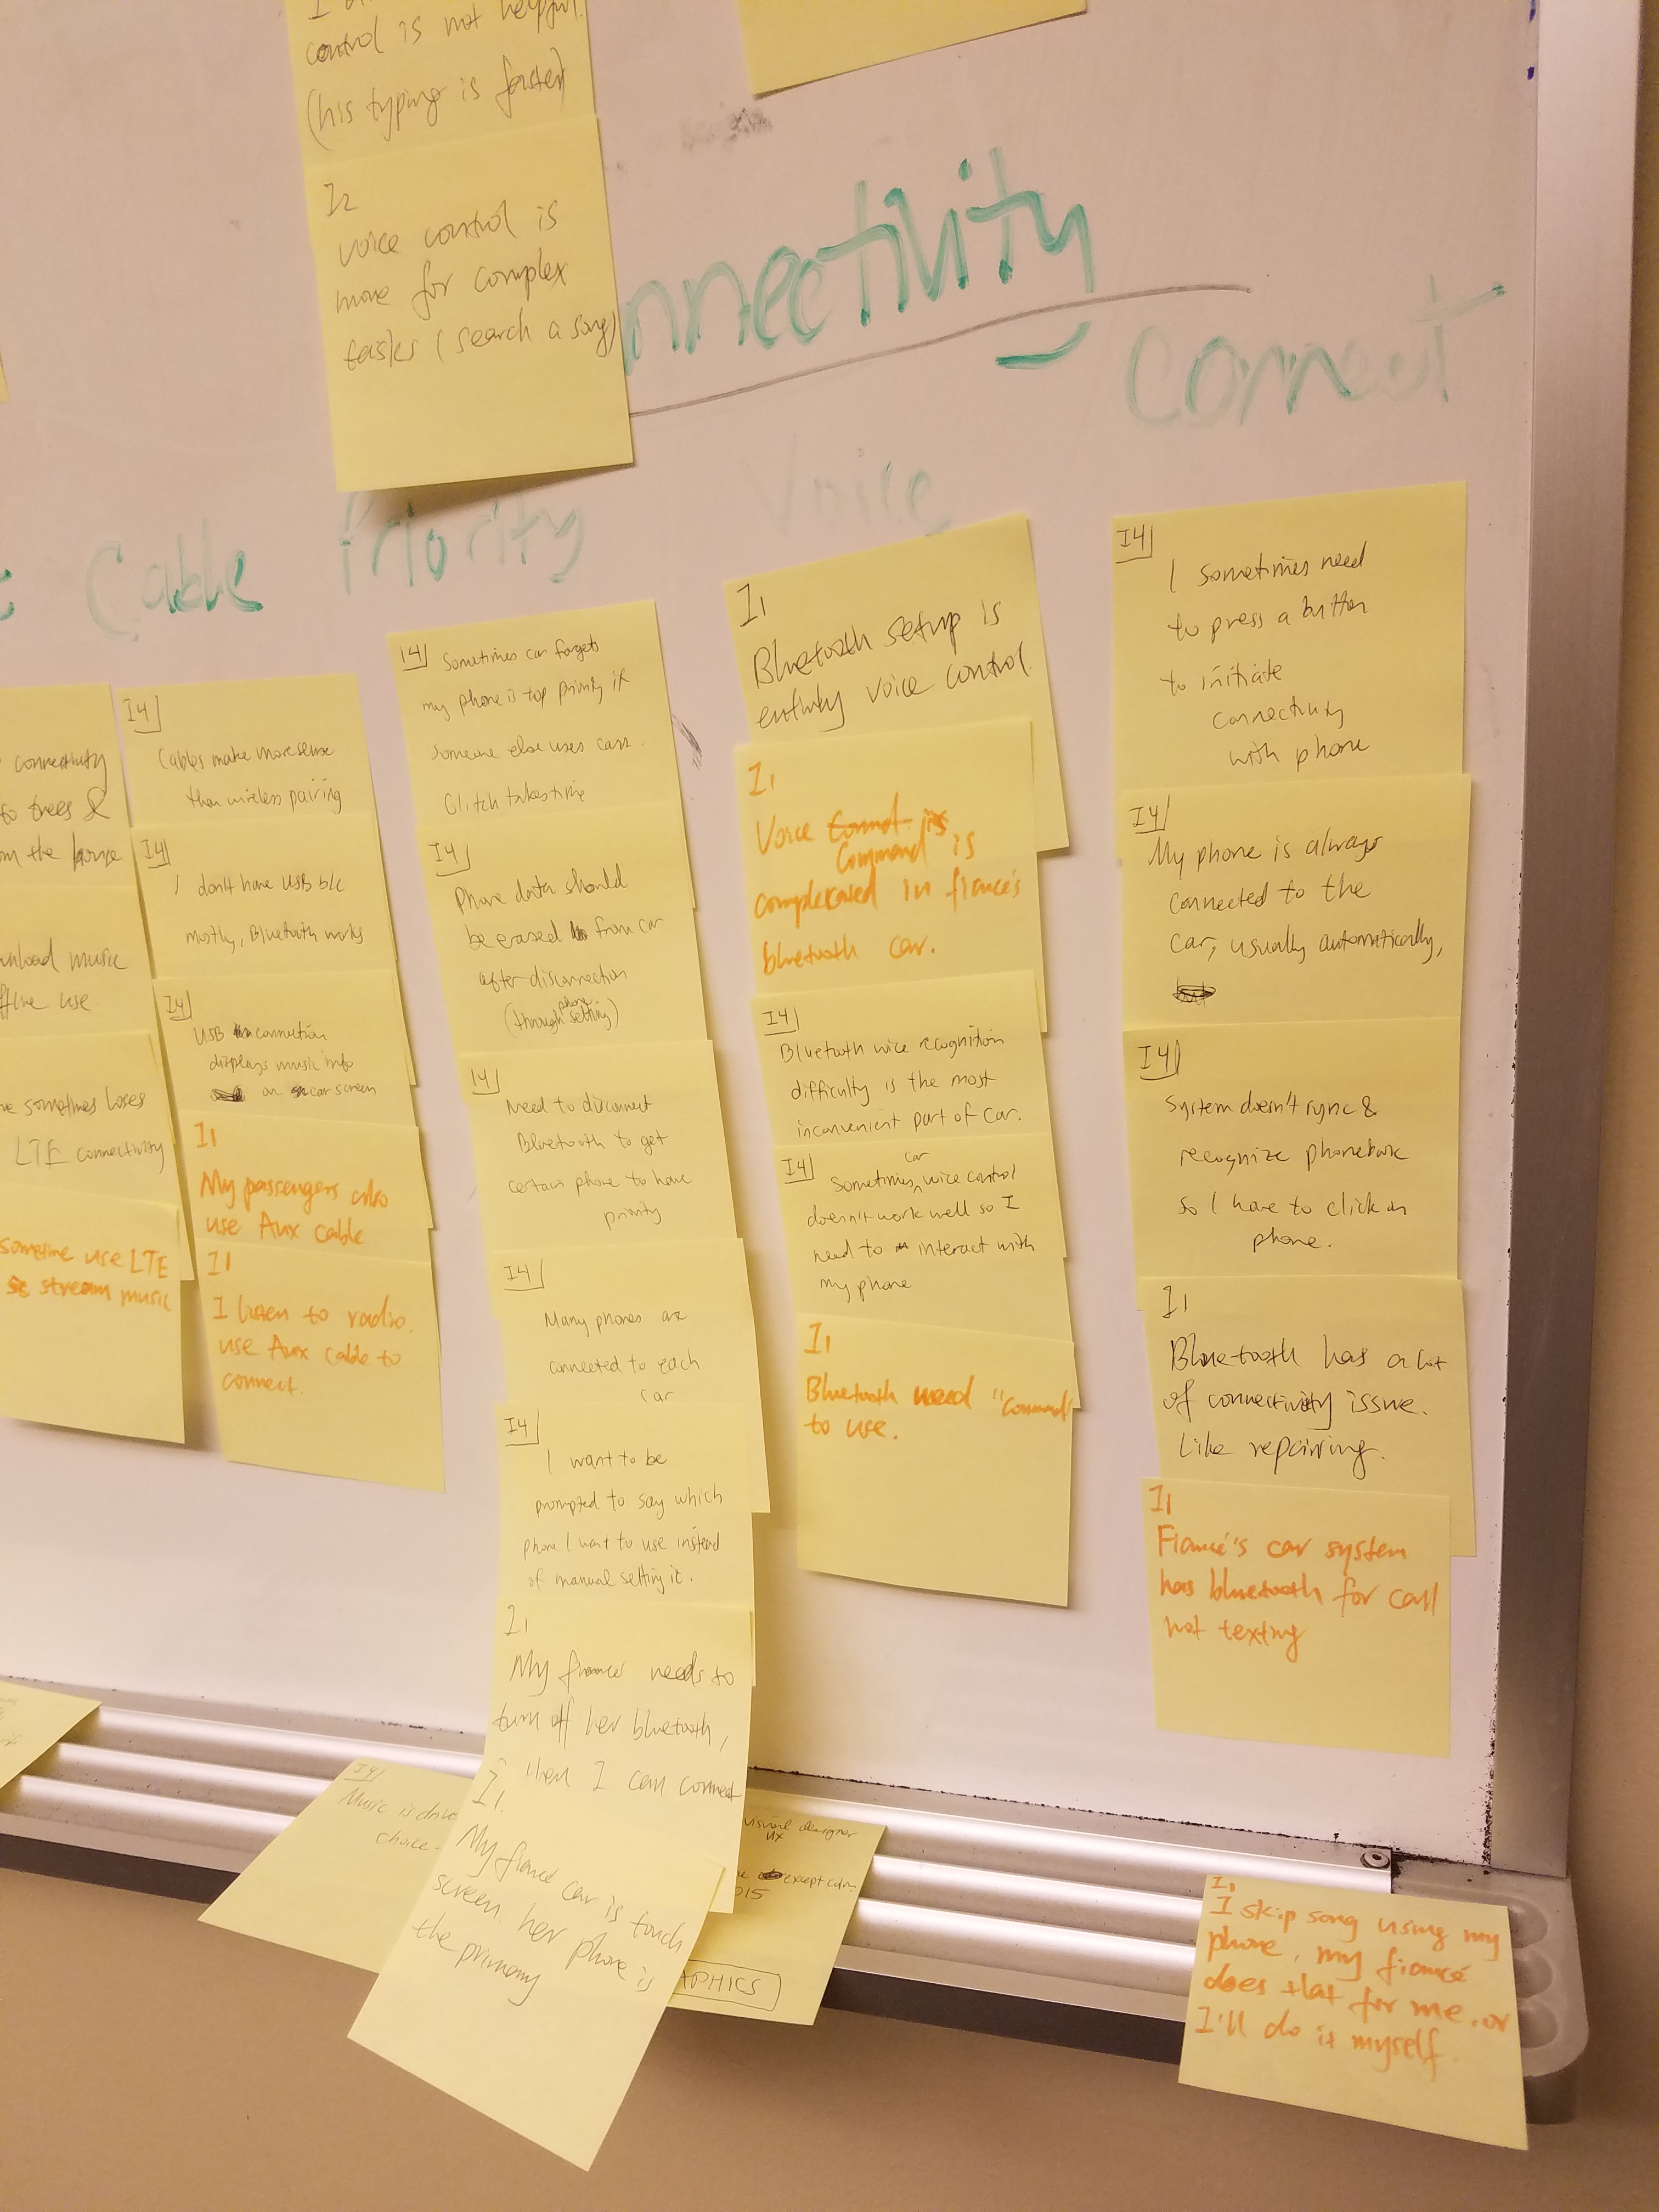 control is not helpful.
(his typing is faster)
I2
voice control is
more for complex
tasks (search a song)
nnectivity
connect
Cable
Priority
Voice
connectivity
to trees &
om the house
nload music
ffline use.
ve sometimes loses
LTE connectivity
sometime use LTE
stream music
I4
Cables make more sense
than wireless pairing
I4
I don't have USB b/c
mostly, Bluetooth works
I4
USB connection
displays music info
on car screen
I1
My passengers also
use Aux cable
I1
I listen to radio.
use Aux cable to
connect.
I4
Sometimes car forgets
my phone is top priority if
someone else uses cars.
Glitch takes time
I4
Phone data should
be erased from car
after disconnection
(through phone setting)
I4
Need to disconnect
Bluetooth to get
certain phone to have
priority
I4
Many phones are
connected to each
car
I4
I want to be
prompted to say which
phone I want to use instead
of manual setting it.
I1
My fiancé needs to
turn off her bluetooth,
then I can connect
I1
My fiancé car is touch
screen. her phone is
the primary
I1
Bluetooth setup is
entirely voice control.
I1
Voice
Command is
complicated in fiancé's
bluetooth car.
I4
Bluetooth voice recognition
difficulty is the most
inconvenient part of car.
I4
Sometimes, car voice control
doesn't work well so I
need to interact with
my phone
I1
Bluetooth need "command"
to use.
I4
I sometimes need
to press a button
to initiate
connectivity
with phone
I4
My phone is always
connected to the
car, usually automatically,
I4
System doesn't sync &
recognize phonebook
so I have to click on
phone.
I1
Bluetooth has a lot
of connectivity issue.
Like repairing.
I1
Fiancé's car system
has bluetooth for call
not texting
I4
Music is
choice.
visual designer
UX
except
015
APHICS
I1
I skip song using my
phone, my fiancé
does that for me, or
I'll do it myself.